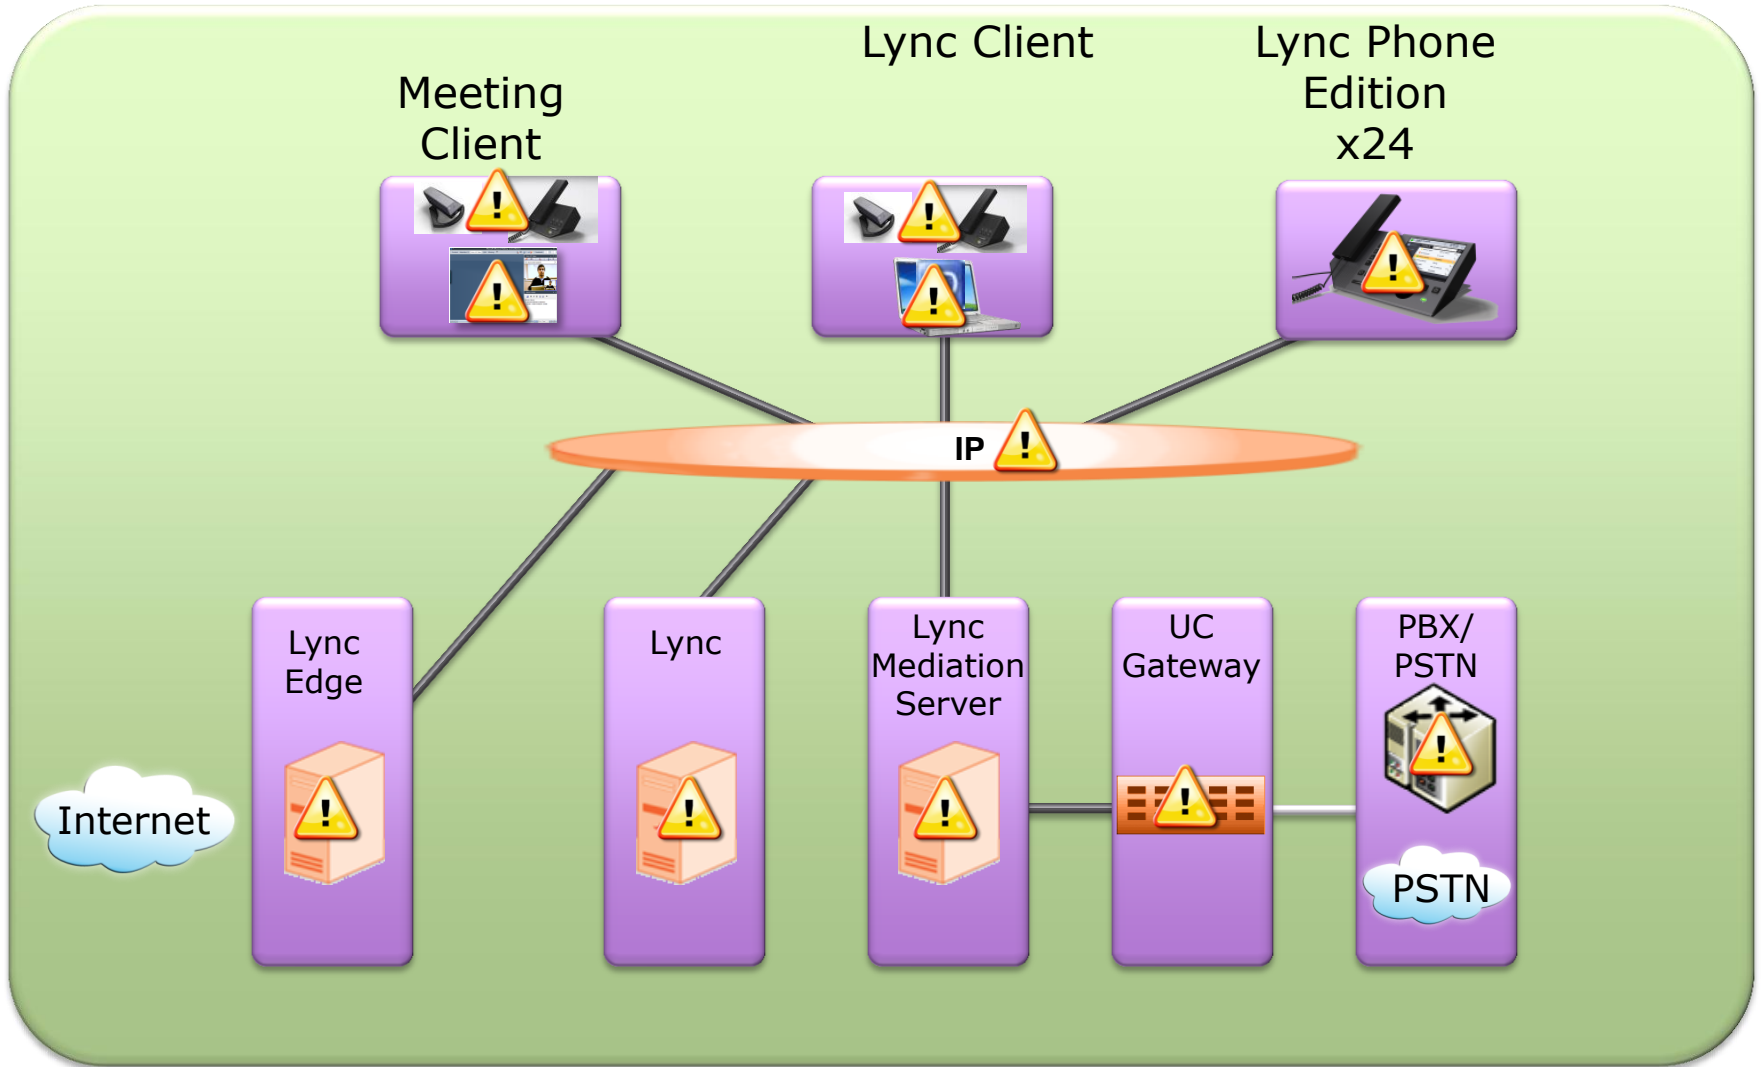 Meeting
Client
Lync Client
Lync Phone
Edition
x24
IP
Lync
Edge
Lync
Lync
Mediation
Server
UC
Gateway
PBX/
PSTN
Internet
PSTN